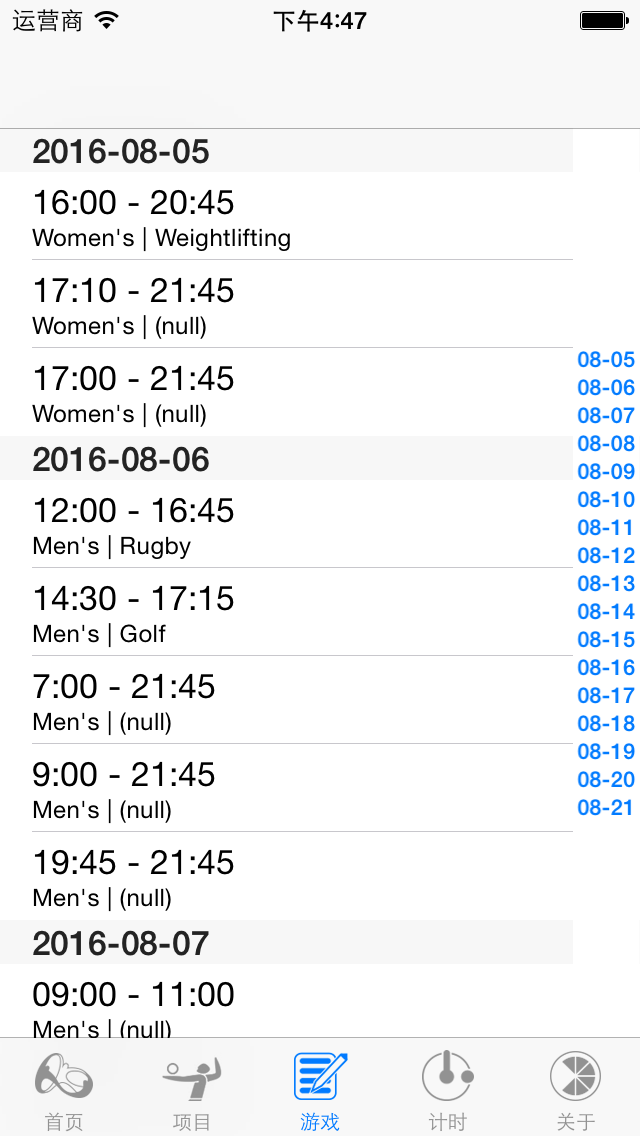 运营商 下午4:47
2016-08-05
16:00 - 20:45
Women's | Weightlifting
17:10 - 21:45
Women's | (null)
17:00 - 21:45
Women's | (null)
2016-08-06
12:00 - 16:45
Men's | Rugby
14:30 - 17:15
Men's | Golf
7:00 - 21:45
Men's | (null)
9:00 - 21:45
Men's | (null)
19:45 - 21:45
Men's | (null)
2016-08-07
09:00 - 11:00
Men's | (null)
08-05
08-06
08-07
08-08
08-09
08-10
08-11
08-12
08-13
08-14
08-15
08-16
08-17
08-18
08-19
08-20
08-21
首页 项目 游戏 计时 关于